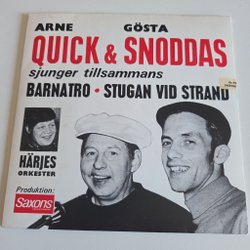 ARNE GÖSTA
QUICK & SNODDAS
sjunger tillsammans
BARNATRO • STUGAN VID STRAND
HÄRJES
ORKESTER
Produktion:
Saxons